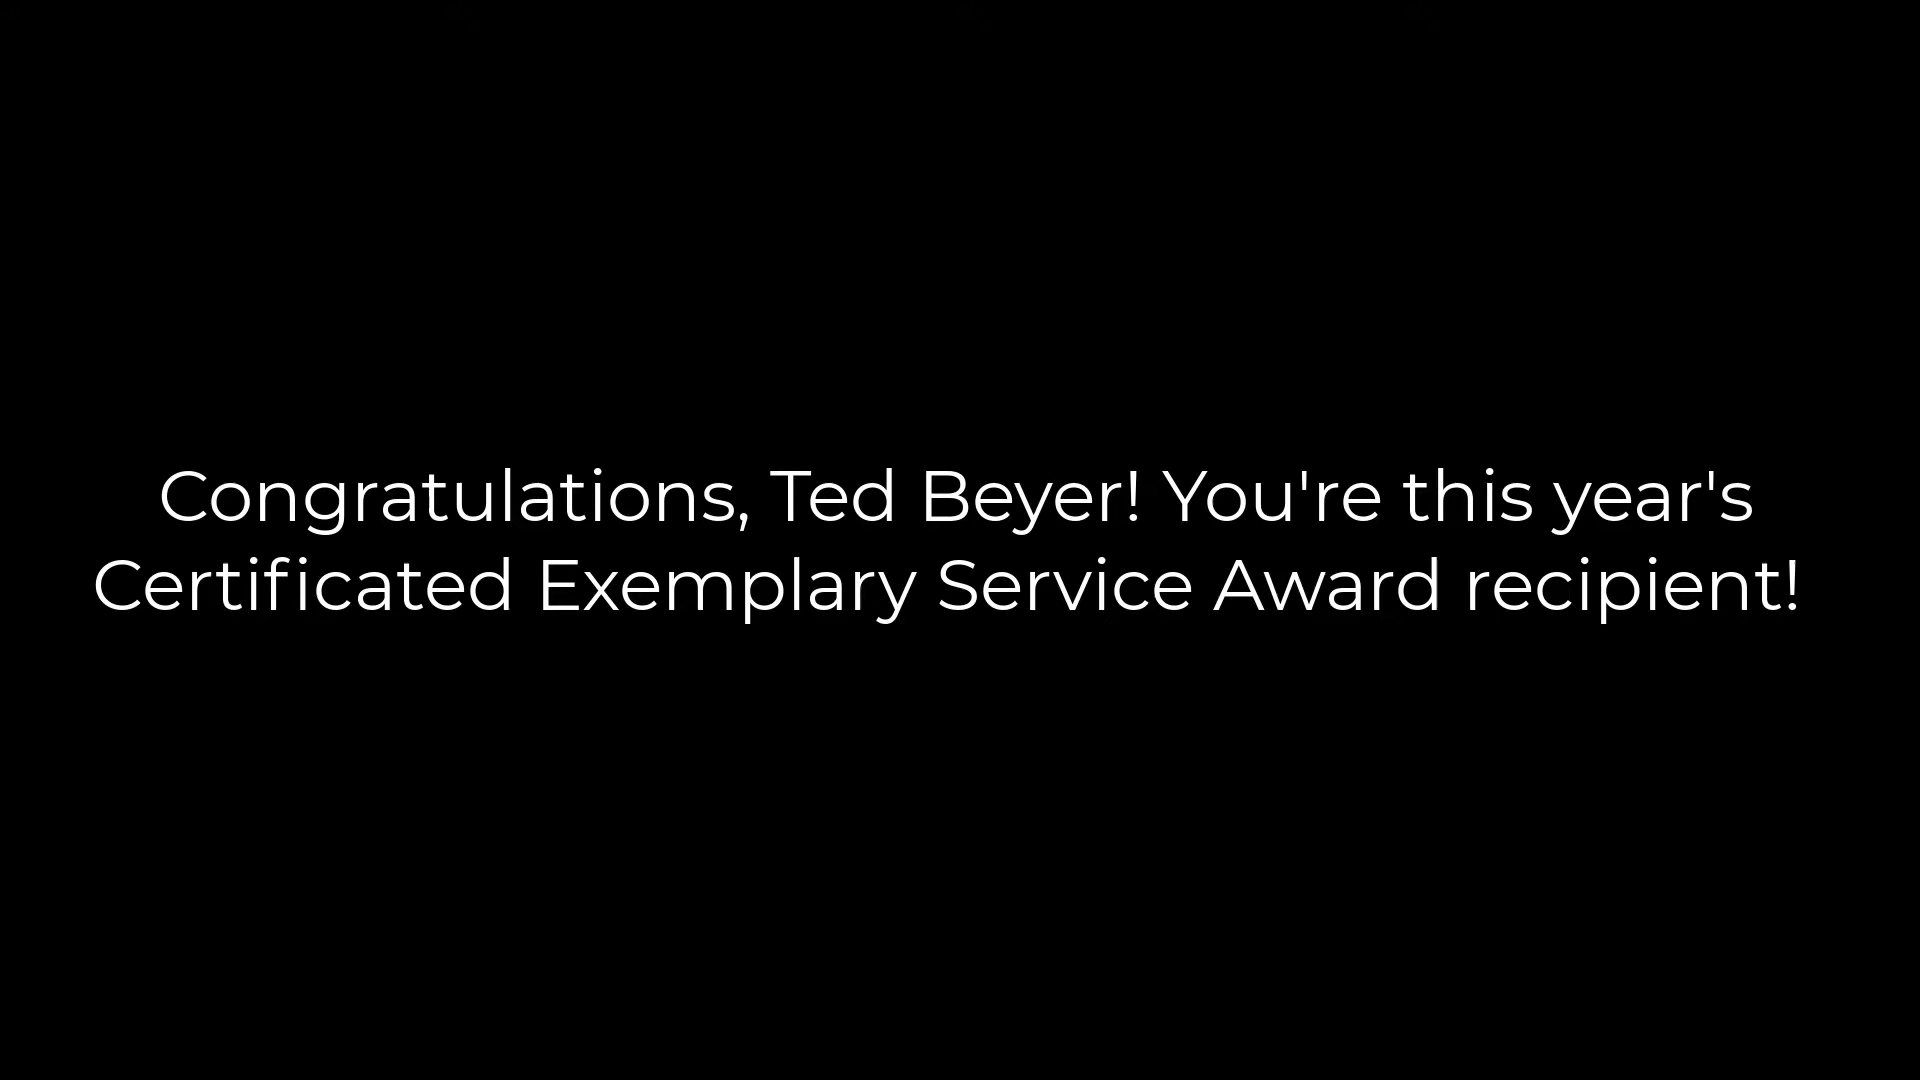 Congratulations, Ted Beyer! You're this year's
Certificated Exemplary Service Award recipient!